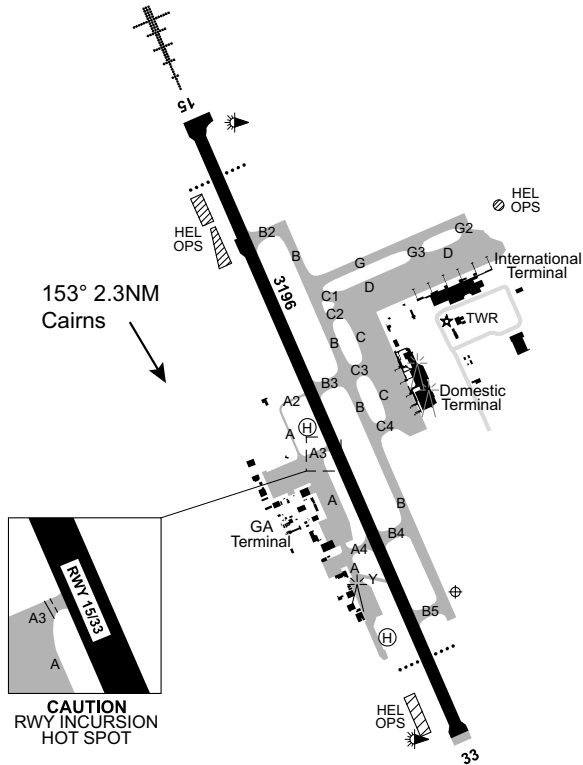 15
HEL
OPS
HEL
OPS
B2
B
G2
G3
D
G
D
International
Terminal
3196
153° 2.3NM
Cairns
C1
C2
TWR
B
C
C3
B3
Domestic
Terminal
A2
B
C
C4
A
H
A3
A
B
GA
Terminal
B4
A4
A
Y
B5
H
RWY 15/33
A3
A
CAUTION
RWY INCURSION
HOT SPOT
HEL
OPS
33